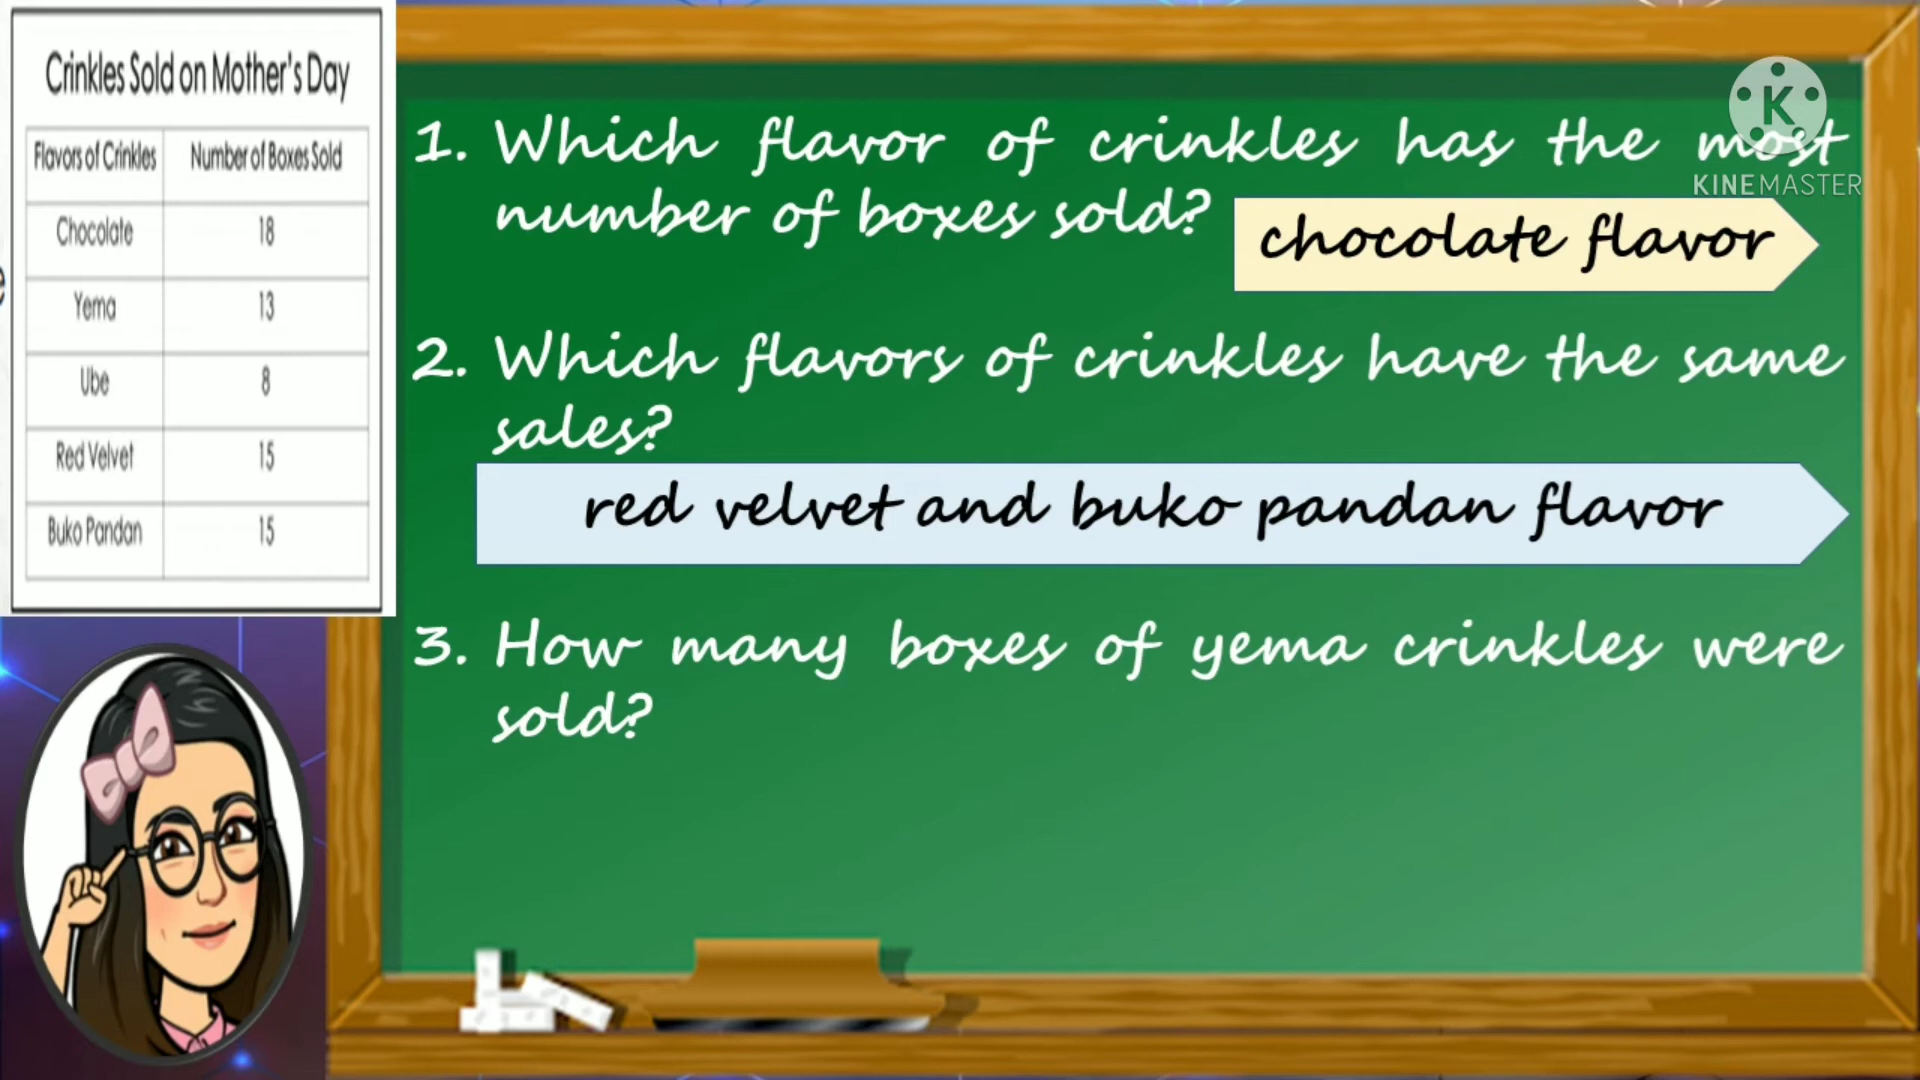 Crinkles Sold on Mother's Day
Flavors of Crinkles Number of Boxes Sold
Chocolate 18
Yema 13
Ube 8
Red Velvet 15
Buko Pandan 15
1. Which flavor of crinkles has the most
number of boxes sold?
chocolate flavor
2. Which flavors of crinkles have the same
sales?
red velvet and buko pandan flavor
3. How many boxes of yema crinkles were
sold?
K
KINEMASTER